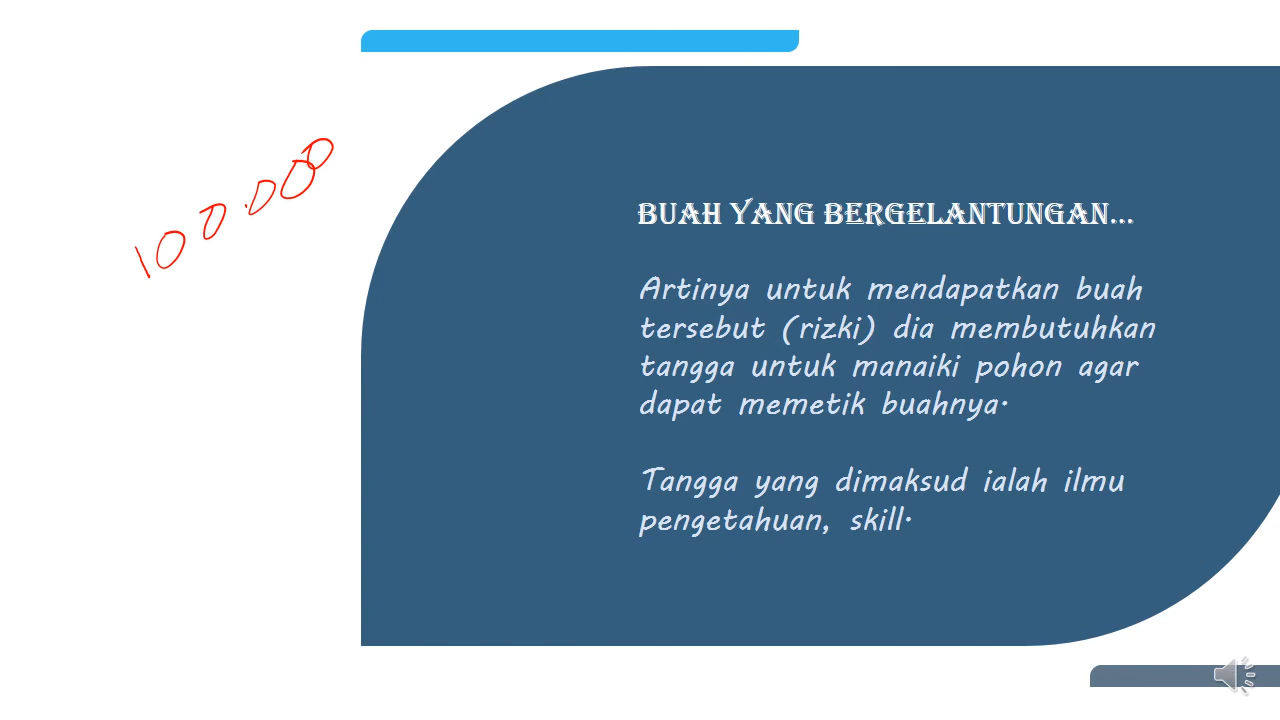 100.000
BUAH YANG BERGELANTUNGAN...
Artinya untuk mendapatkan buah
tersebut (rizki) dia membutuhkan
tangga untuk manaiki pohon agar
dapat memetik buahnya.
Tangga yang dimaksud ialah ilmu
pengetahuan, skill.